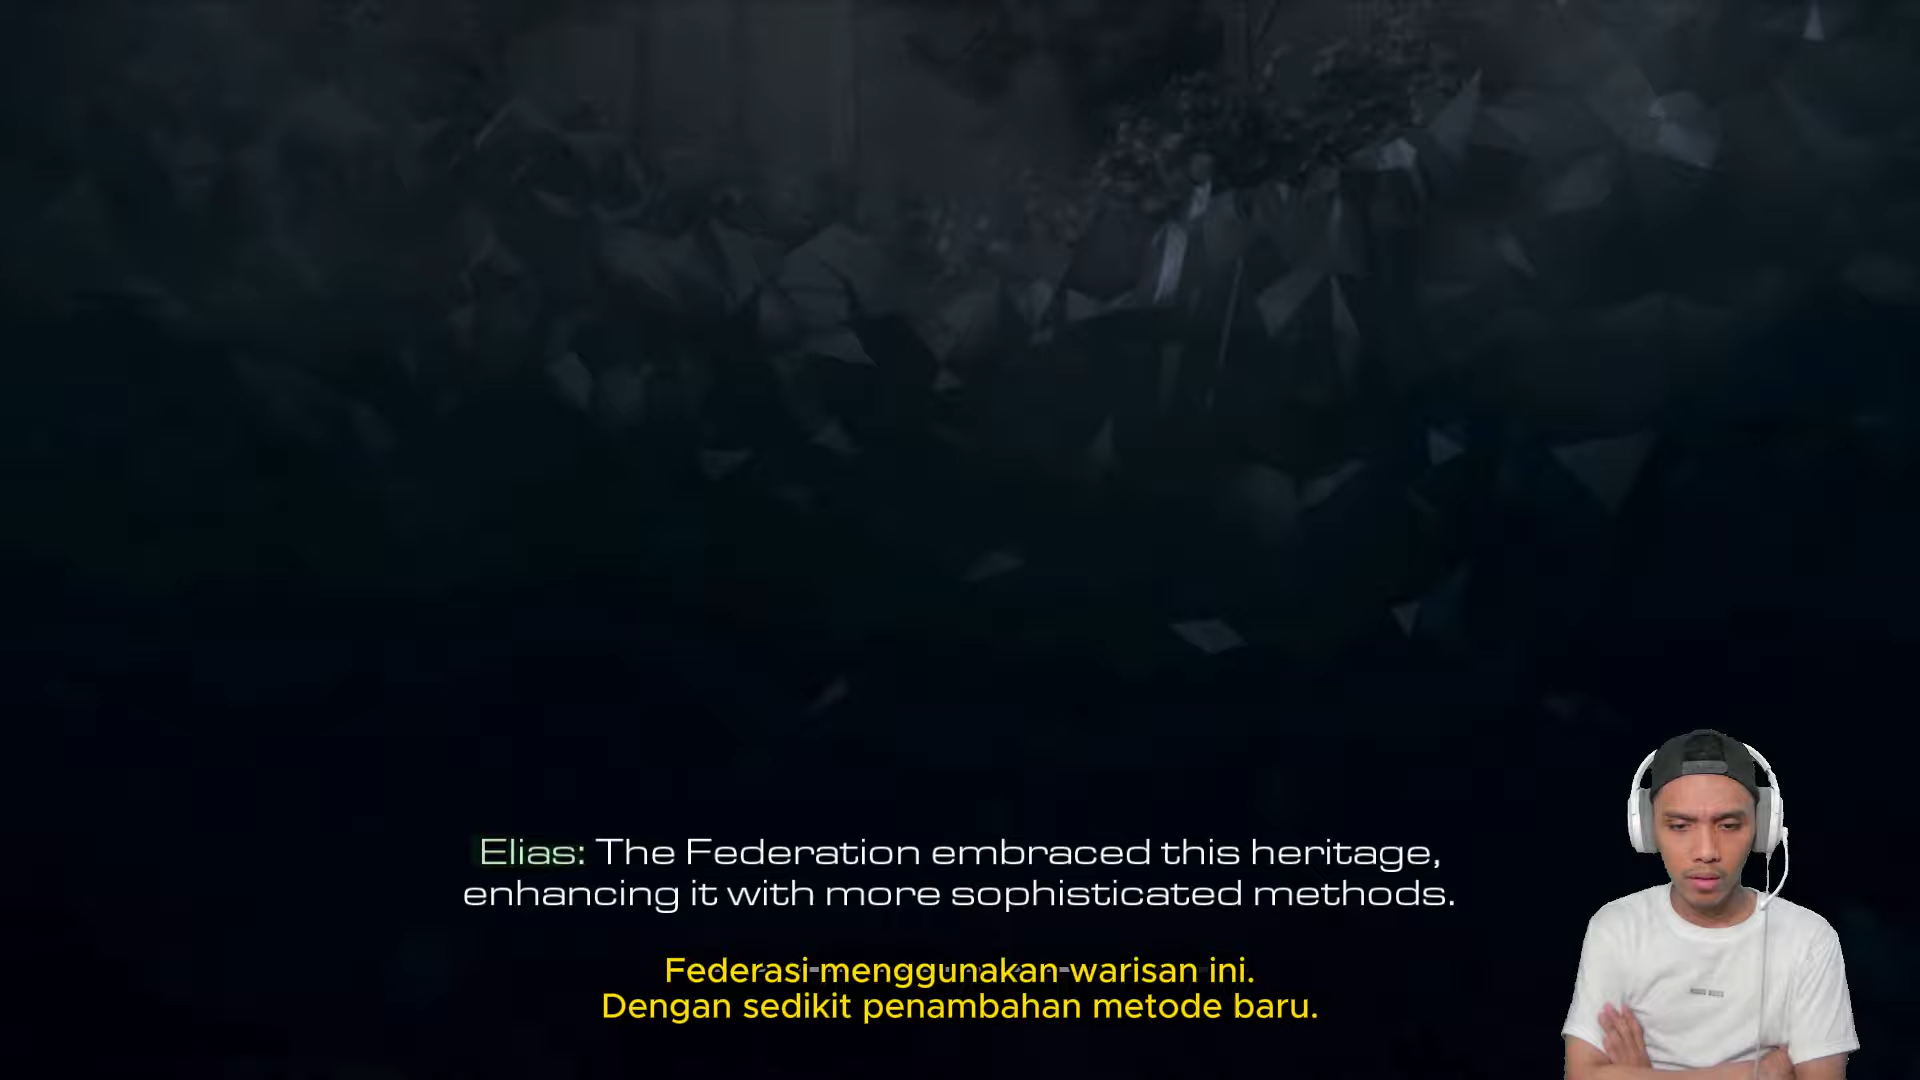 Elias: The Federation embraced this heritage,
enhancing it with more sophisticated methods.
Federasi menggunakan warisan ini.
Dengan sedikit penambahan metode baru.